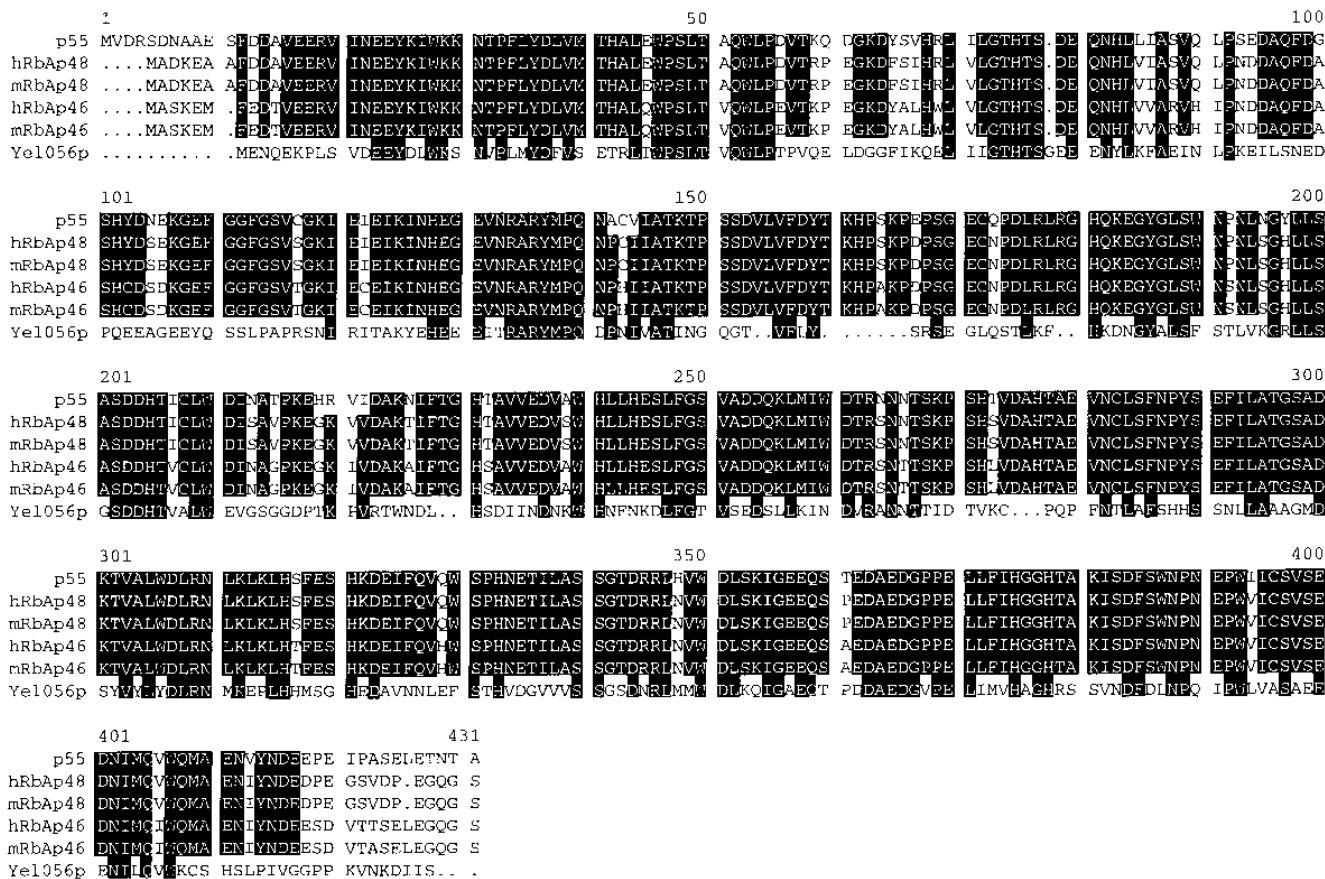 1 50 100
p55 MVDRSDNAAE SFDDAVEERV INEEYKIWKK NTPFLYDLVM THALEWPSLT AQWLPDVTKQ DGKDYSVHRL ILGTHTS.DE QNHLLIASVQ LPSEDAQFDG
hRbAp48 ....MADKEA AFDDAVEERV INEEYKIWKK NTPFLYDLVM THALEWPSLT AQWLPDVTRP EGKDFSIHRL ILGTHTS.DE QNHLVIASVQ LPNDDAQFDA
mRbAp48 ....MADKEA AFDDAVEERV INEEYKIWKK NTPFLYDLVM THALEWPSLT AQWLPDVTRP EGKDFSIHRL ILGTHTS.DE QNHLVIASVQ LPNDDAQFDA
hRbAp46 ....MASKEM FEDTVEERV INEEYKIWKK NTPFLYDLVM THALQWPSLT VQWLPEVTKP EGKDYALHWL VLGTHTS.DE QNHLVVARVH IPNDDAQFDA
mRbAp46 ....MASKEM FEDTVEERV INEEYKIWKK NTPFLYDLVM THALQWPSLT VQWLPEVTKP EGKDYALHWL VLGTHTS.DE QNHLVVARVH IPNDDAQFDA
Yel056p ..........  .MENQEKPLS VDEEYDLWKS NVPLMYDFVS ETRLTWPSLT VQWLPTPVQE LDGGFIKQEL IIGTHTSGEE ENYLKFAEIN LPKEILSNED
101 150 200
p55 SHYDNEKGEF GGFGSVCGKI EIEIKINHEG EVNRARYMPQ NACVIATKTP SSDVLVFDYT KHPSKPEPSG ECQPDLRLRG HQKEGYGLSW NPNLNGYLLS
hRbAp48 SHYDSEKGEF GGFGSVSGKI EIEIKINHEG EVNRARYMPQ NPCIIATKTP SSDVLVFDYT KHPSKPDPSG ECNPDLRLRG HQKEGYGLSW NPNLSGHLLS
mRbAp48 SHYDSEKGEF GGFGSVSGKI EIEIKINHEG EVNRARYMPQ NPCIIATKTP SSDVLVFDYT KHPSKPDPSG ECNPDLRLRG HQKEGYGLSW NPNLSGHLLS
hRbAp46 SHCDSDKGEF GGFGSVTGKI ECEIKINHEG EVNRARYMPQ NPHIIATKTP SSDVLVFDYT KHPAKPDPSG ECNPDLRLRG HQKEGYGLSW NSNLSGHLLS
mRbAp46 SHCDSDKGEF GGFGSVTGKI ECEIKINHEG EVNRARYMPQ NPHIIATKTP SSDVLVFDYT KHPAKPDPSG ECNPDLRLRG HQKEGYGLSW NSNLSGHLLS
Yel056p PQEEAGEEYQ SSLPAPRSNI RITAKYEHEE EITRARYMPQ DPNIVATING QGT..VFLY. ......SRSE GLQSTLKF.. HKDNGYALSF STLVKGRLLS
201 250 300
p55 ASDDHTICLW DINATPKEHR VIDAKNIFTG HTAVVEDVAW HLLHESLFGS VADDQKLMIW DTRNNNTSKP SHTVDAHTAE VNCLSFNPYS EFILATGSAD
hRbAp48 ASDDHTICLW DISAVPKEGK VVDAKTIFTG HTAVVEDVSW HLLHESLFGS VADDQKLMIW DTRSNNTSKP SHSVDAHTAE VNCLSFNPYS EFILATGSAD
mRbAp48 ASDDHTICLW DISAVPKEGK VVDAKTIFTG HTAVVEDVSW HLLHESLFGS VADDQKLMIW DTRSNNTSKP SHSVDAHTAE VNCLSFNPYS EFILATGSAD
hRbAp46 ASDDHTVCLW DINAGPKEGK IVDAKAIFTG HSAVVEDVAW HLLHESLFGS VADDQKLMIW DTRSNTTSKP SHLVDAHTAE VNCLSFNPYS EFILATGSAD
mRbAp46 ASDDHTVCLW DINAGPKEGK IVDAKAIFTG HSAVVEDVAW HLLHESLFGS VADDQKLMIW DTRSNTTSKP SHLVDAHTAE VNCLSFNPYS EFILATGSAD
Yel056p GSDDHTVALW EVGSGGDPTK PVRTWNDL.. HSDIINDNKW HNFNKDLFGT VSEDSLLKIN DVRANNTTID TVKC...PQP FNTLAFSHHS SNLLAAAGMD
301 350 400
p55 KTVALWDLRN LKLKLHSFES HKDEIFQVQW SPHNETILAS SGTDRRLHVW DLSKIGEEQS TEDAEDGPPE LLFIHGGHTA KISDFSWNPN EPWIICSVSE
hRbAp48 KTVALWDLRN LKLKLHSFES HKDEIFQVQW SPHNETILAS SGTDRRLNVW DLSKIGEEQS PEDAEDGPPE LLFIHGGHTA KISDFSWNPN EPWVICSVSE
mRbAp48 KTVALWDLRN LKLKLHSFES HKDEIFQVQW SPHNETILAS SGTDRRLNVW DLSKIGEEQS PEDAEDGPPE LLFIHGGHTA KISDFSWNPN EPWVICSVSE
hRbAp46 KTVALWDLRN LKLKLHTFES HKDEIFQVHW SPHNETILAS SGTDRRLNVW DLSKIGEEQS AEDAEDGPPE LLFIHGGHTA KISDFSWNPN EPWVICSVSE
mRbAp46 KTVALWDLRN LKLKLHTFES HKDEIFQVHW SPHNETILAS SGTDRRLNVW DLSKIGEEQS AEDAEDGPPE LLFIHGGHTA KISDFSWNPN EPWVICSVSE
Yel056p SYVYLYDLRN MKEPLHHMSG HEDAVNNLEF STHVDGVVVS SGSDNRLMMW DLKQIGAEQT PDDAEDGVPE LIMVHAGHRS SVNDFDLNPQ IPWLVASAEE
401 431
p55 DNIMQVWQMA ENVYNDEEPE IPASELETNT A
hRbAp48 DNIMQVWQMA ENIYNDEDPE GSVDP.EGQG S
mRbAp48 DNIMQVWQMA ENIYNDEDPE GSVDP.EGQG S
hRbAp46 DNIMQIWQMA ENIYNDEESD VTTSELEGQG S
mRbAp46 DNIMQIWQMA ENIYNDEESD VTASELEGQG S
Yel056p ENILQVWKCS HSLPIVGGPP KVNKDIIS.. .